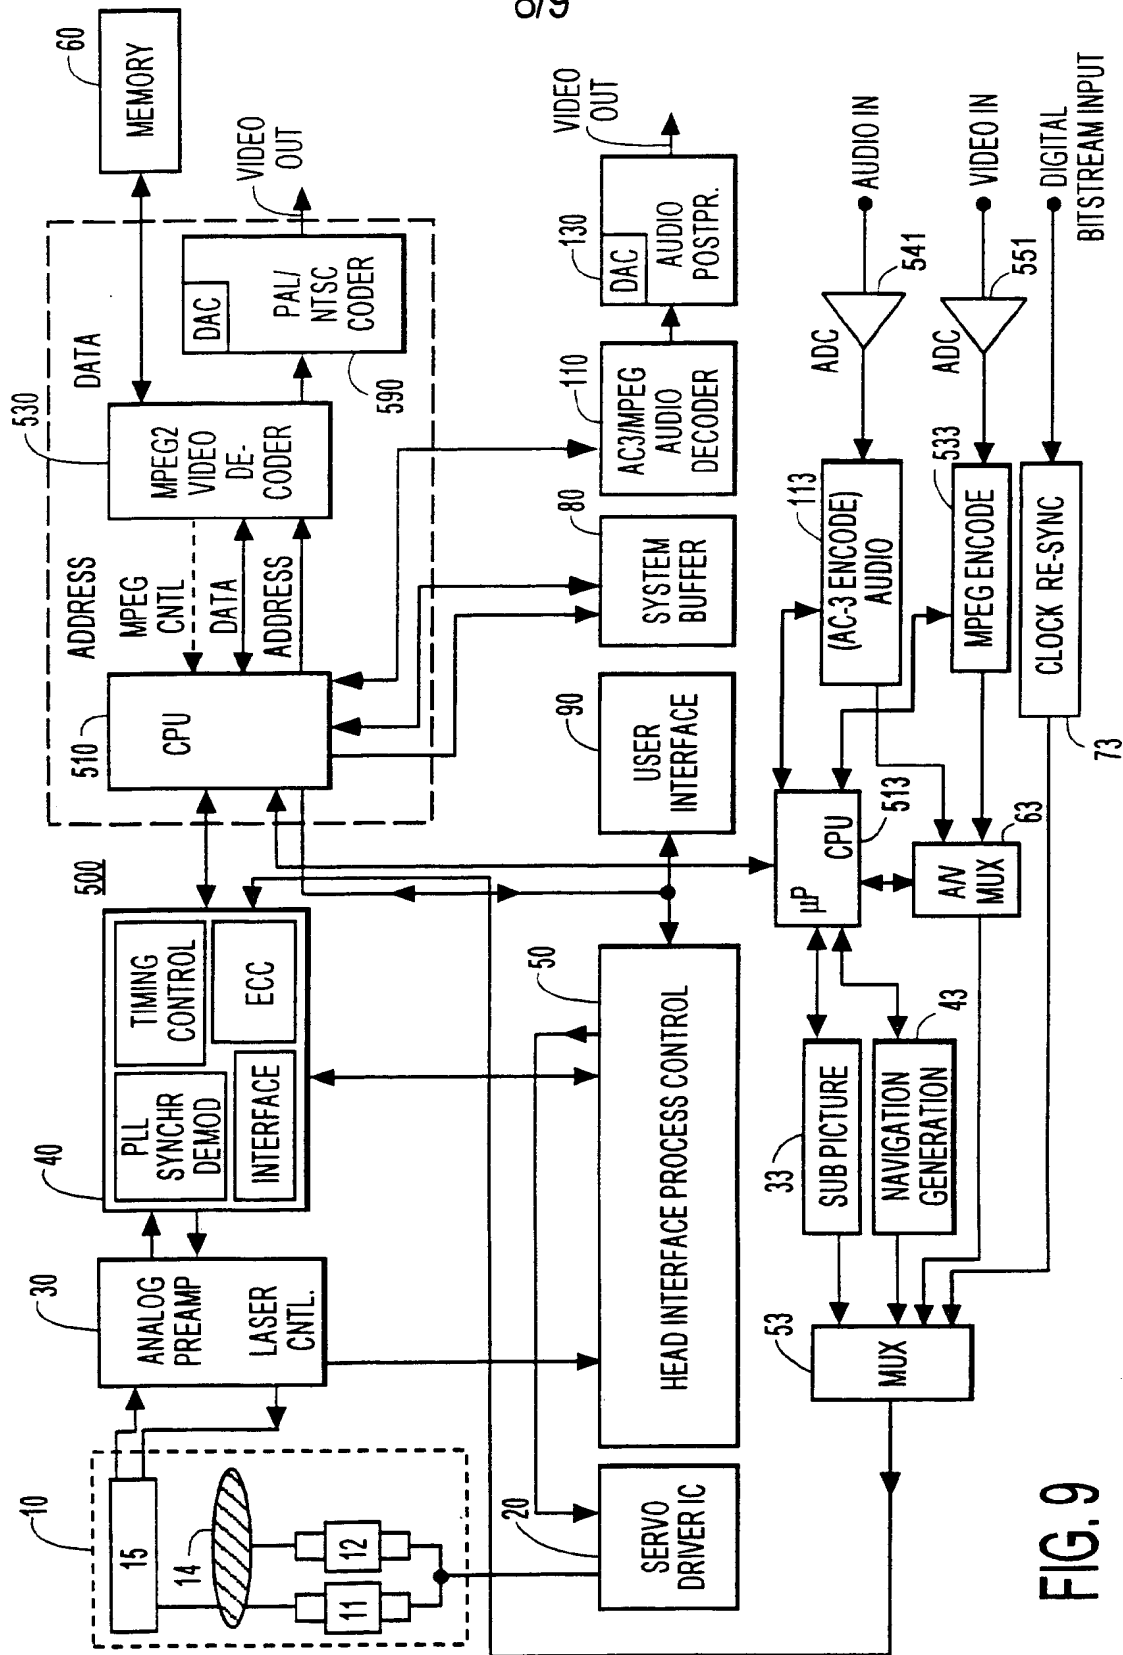 8/9
10
15
14
11
12
30
ANALOG
PREAMP
LASER
CNTL.
40
PLL
SYNCHR
DEMOD
TIMING
CONTROL
INTERFACE
ECC
500
510
CPU
ADDRESS
MPEG
CNTL
DATA
ADDRESS
530
MPEG2
VIDEO
DE-
CODER
DATA
60
MEMORY
DAC
PAL/
NTSC
CODER
590
VIDEO
OUT
20
SERVO
DRIVER IC
50
HEAD INTERFACE PROCESS CONTROL
90
USER
INTERFACE
80
SYSTEM
BUFFER
110
AC3/MPEG
AUDIO
DECODER
130
DAC
AUDIO
POSTPR.
VIDEO
OUT
53
MUX
33
SUB PICTURE
NAVIGATION
GENERATION
43
µP
CPU
513
A/V
MUX
63
113
(AC-3 ENCODE)
AUDIO
MPEG ENCODE
533
CLOCK RE-SYNC
73
ADC
541
AUDIO IN
ADC
551
VIDEO IN
DIGITAL
BITSTREAM INPUT
FIG. 9